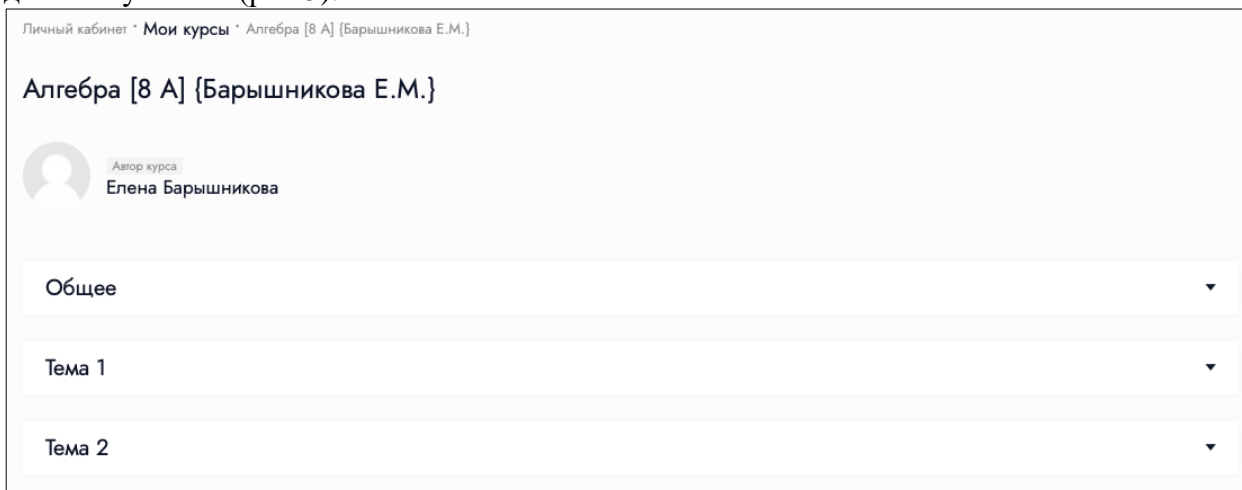 Личный кабинет · Мои курсы · Алгебра [8 А] {Барышникова Е.М.}
Алгебра [8 А] {Барышникова Е.М.}
Автор курса
Елена Барышникова
Общее
Тема 1
Тема 2